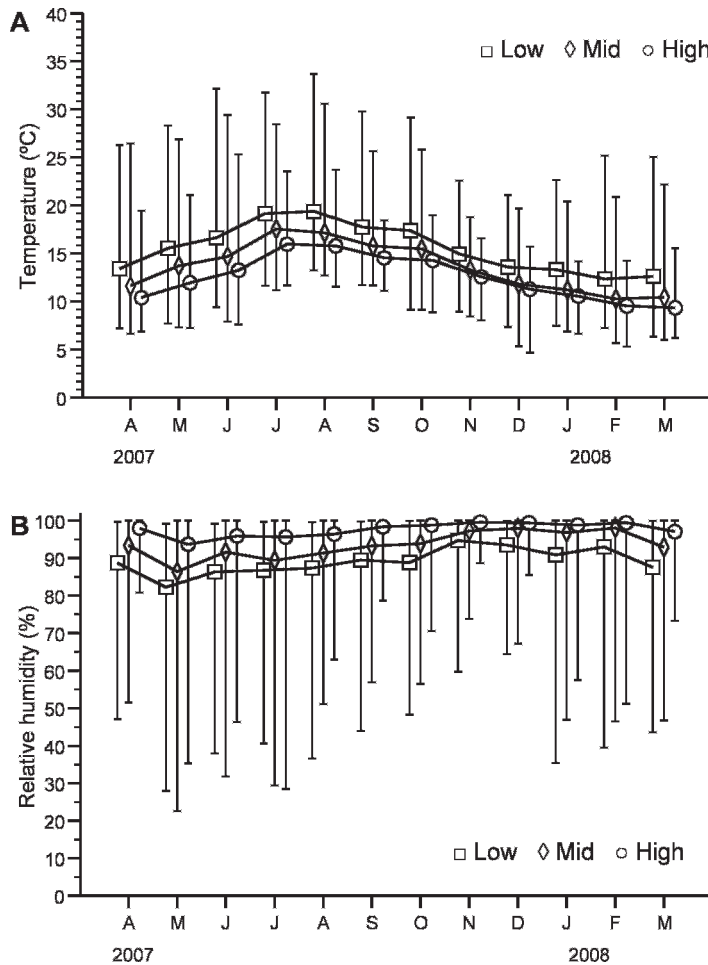 A
40
□ Low ◊ Mid ○ High
35
30
25
20
15
10
5
0
Temperature (ºC)
A M J J A S O N D J F M
2007 2008
B
100
90
80
70
60
50
40
30
20
10
0
Relative humidity (%)
□ Low ◊ Mid ○ High
A M J J A S O N D J F M
2007 2008